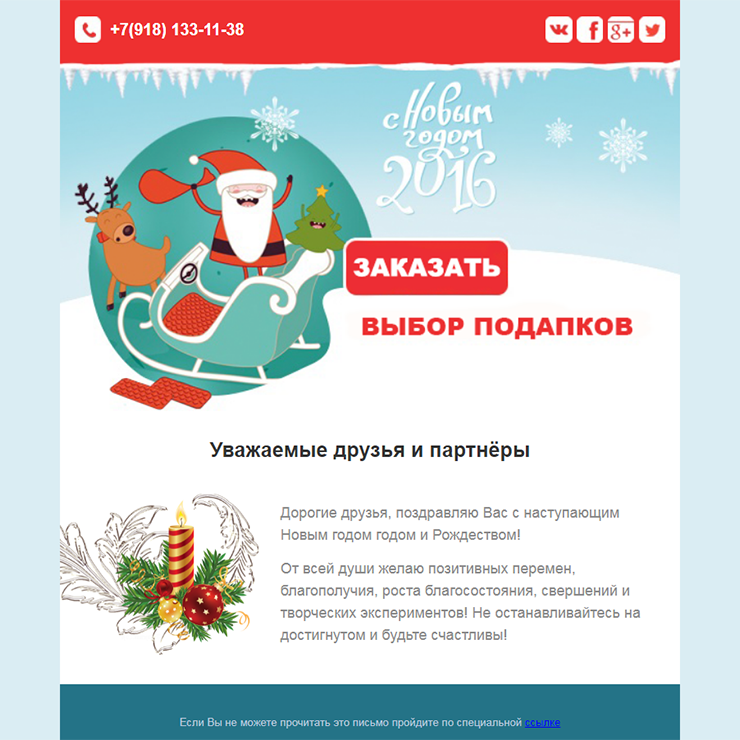 +7(918) 133-11-38
с Новым
годом
2016
ЗАКАЗАТЬ
ВЫБОР ПОДАПКОВ
Уважаемые друзья и партнёры
Дорогие друзья, поздравляю Вас с наступающим
Новым годом годом и Рождеством!
От всей души желаю позитивных перемен,
благополучия, роста благосостояния, свершений и
творческих экспериментов! Не останавливайтесь на
достигнутом и будьте счастливы!
Если Вы не можете прочитать это письмо пройдите по специальной ссылке